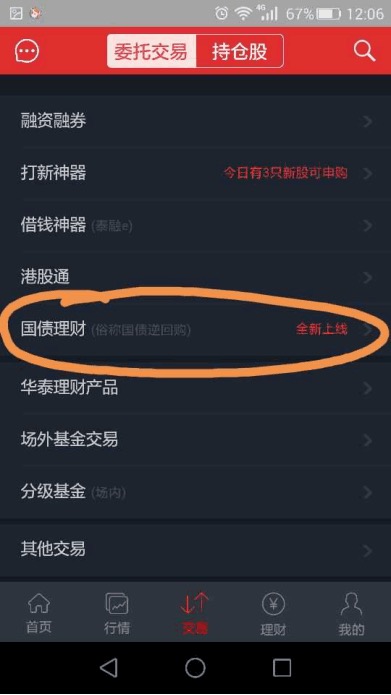 4G 67% 12:06
委托交易 持仓股
融资融券
打新神器 今日有3只新股可申购
借钱神器 (泰融e)
港股通
国债理财 (俗称国债逆回购) 全新上线
华泰理财产品
场外基金交易
分级基金 (场内)
其他交易
首页 行情 交易 理财 我的